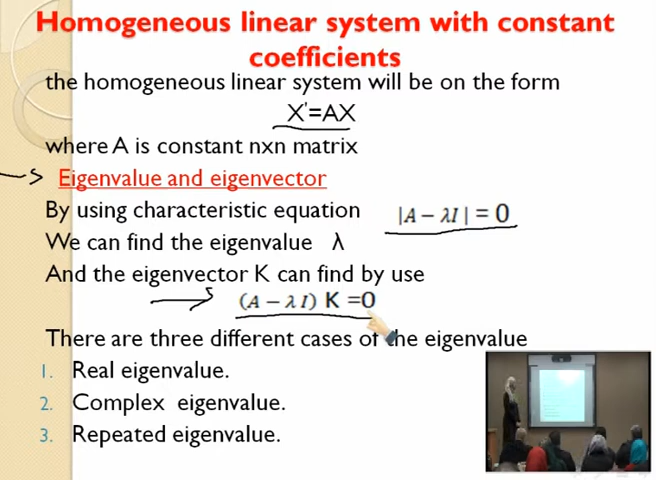 Homogeneous linear system with constant
coefficients
the homogeneous linear system will be on the form
X'=AX
where A is constant nxn matrix
Eigenvalue and eigenvector
By using characteristic equation |A − λI| = 0
We can find the eigenvalue λ
And the eigenvector K can find by use
(A − λ I) K =0
There are three different cases of the eigenvalue
1. Real eigenvalue.
2. Complex eigenvalue.
3. Repeated eigenvalue.